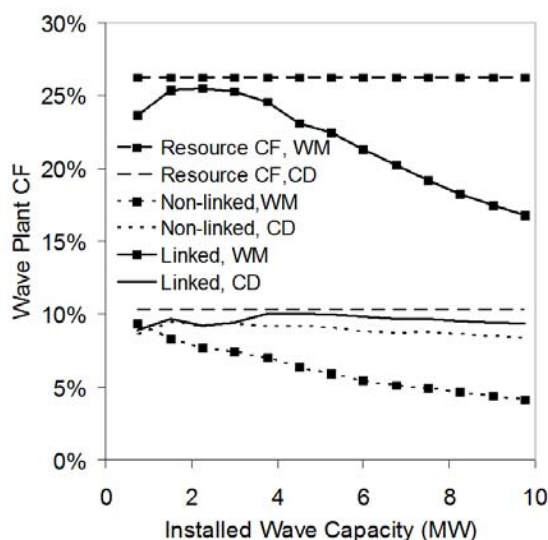 30%
25%
20%
15%
10%
5%
0%
Wave Plant CF
Resource CF, WM
Resource CF,CD
Non-linked,WM
Non-linked, CD
Linked, WM
Linked, CD
0 2 4 6 8 10
Installed Wave Capacity (MW)